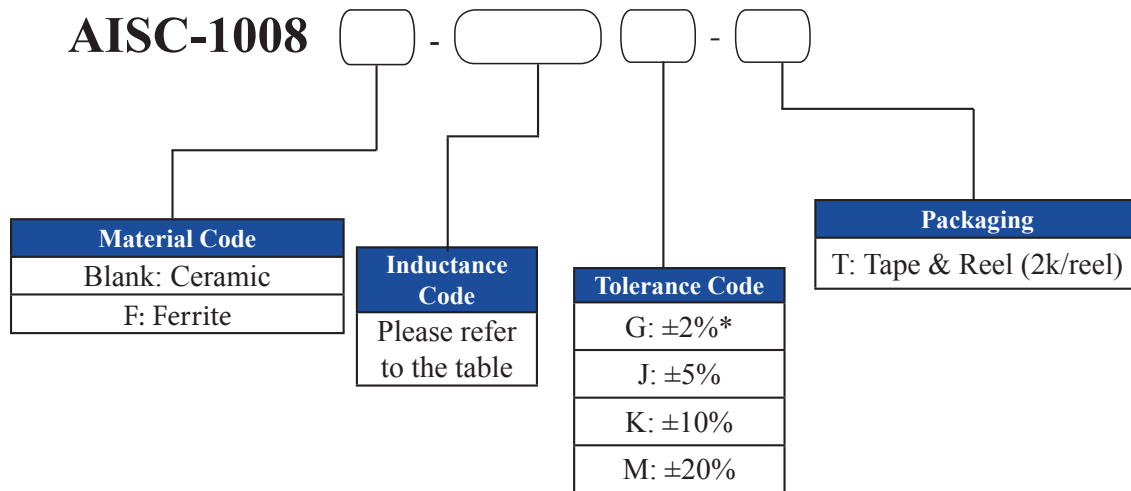 AISC-1008 - -
Material Code
Blank: Ceramic
F: Ferrite
Inductance
Code
Please refer
to the table
Tolerance Code
G: ±2%*
J: ±5%
K: ±10%
M: ±20%
Packaging
T: Tape & Reel (2k/reel)